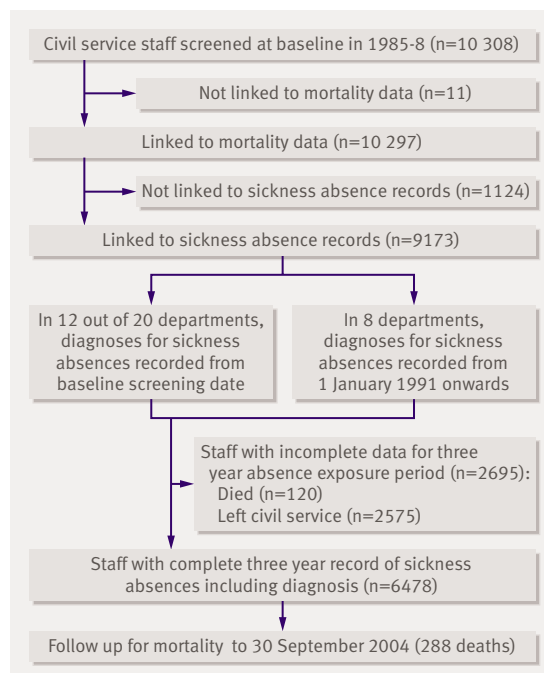 Civil service staff screened at baseline in 1985-8 (n=10 308)
Not linked to mortality data (n=11)
Linked to mortality data (n=10 297)
Not linked to sickness absence records (n=1124)
Linked to sickness absence records (n=9173)
In 12 out of 20 departments,
diagnoses for sickness
absences recorded from
baseline screening date
In 8 departments,
diagnoses for sickness
absences recorded from
1 January 1991 onwards
Staff with incomplete data for three
year absence exposure period (n=2695):
Died (n=120)
Left civil service (n=2575)
Staff with complete three year record of sickness
absences including diagnosis (n=6478)
Follow up for mortality to 30 September 2004 (288 deaths)